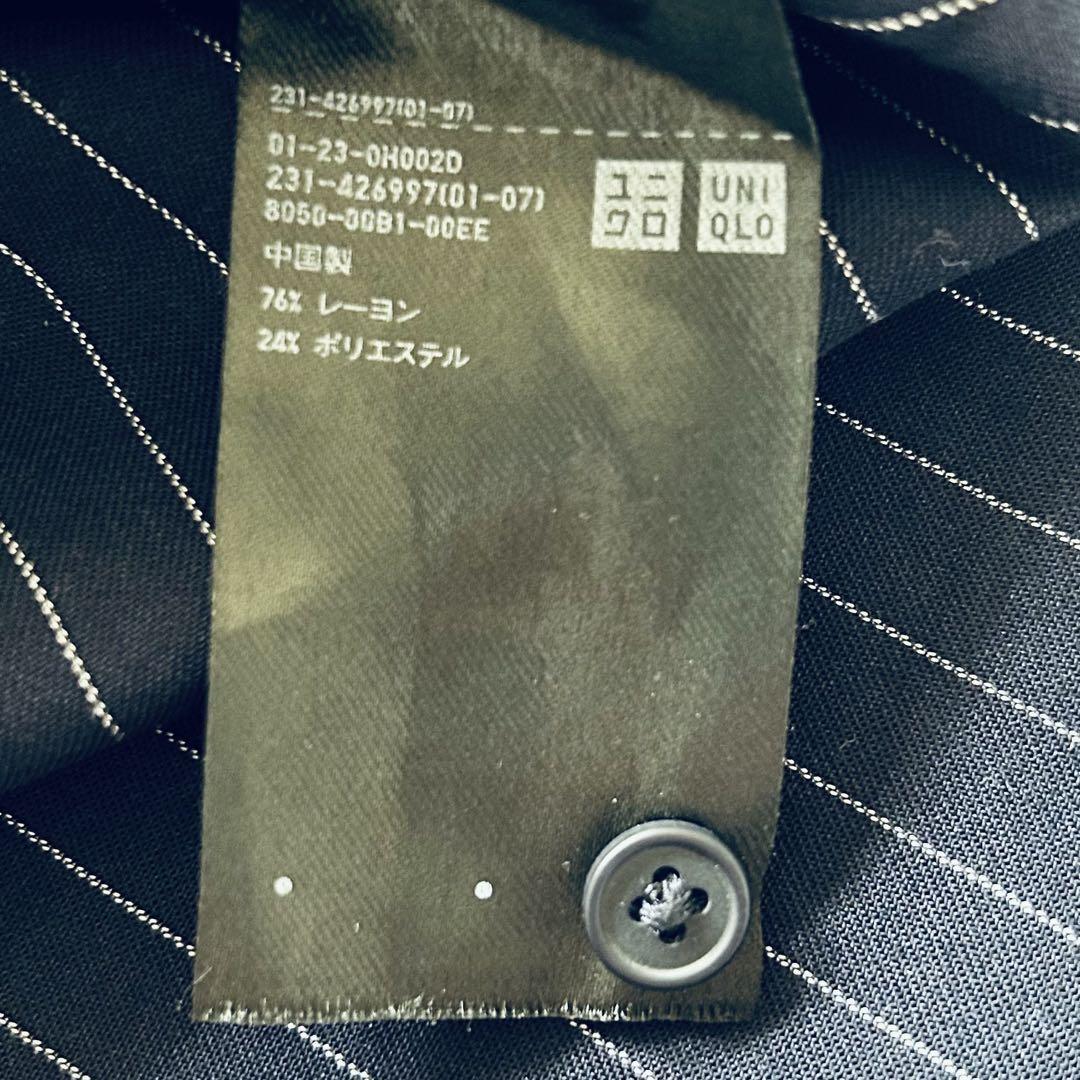 231-426997(01-07)
01-23-0H002D
231-426997(01-07)
8050-00B1-00EE
中国製
76% レーヨン
24% ポリエステル
ユニ
クロ
UNI
QLO